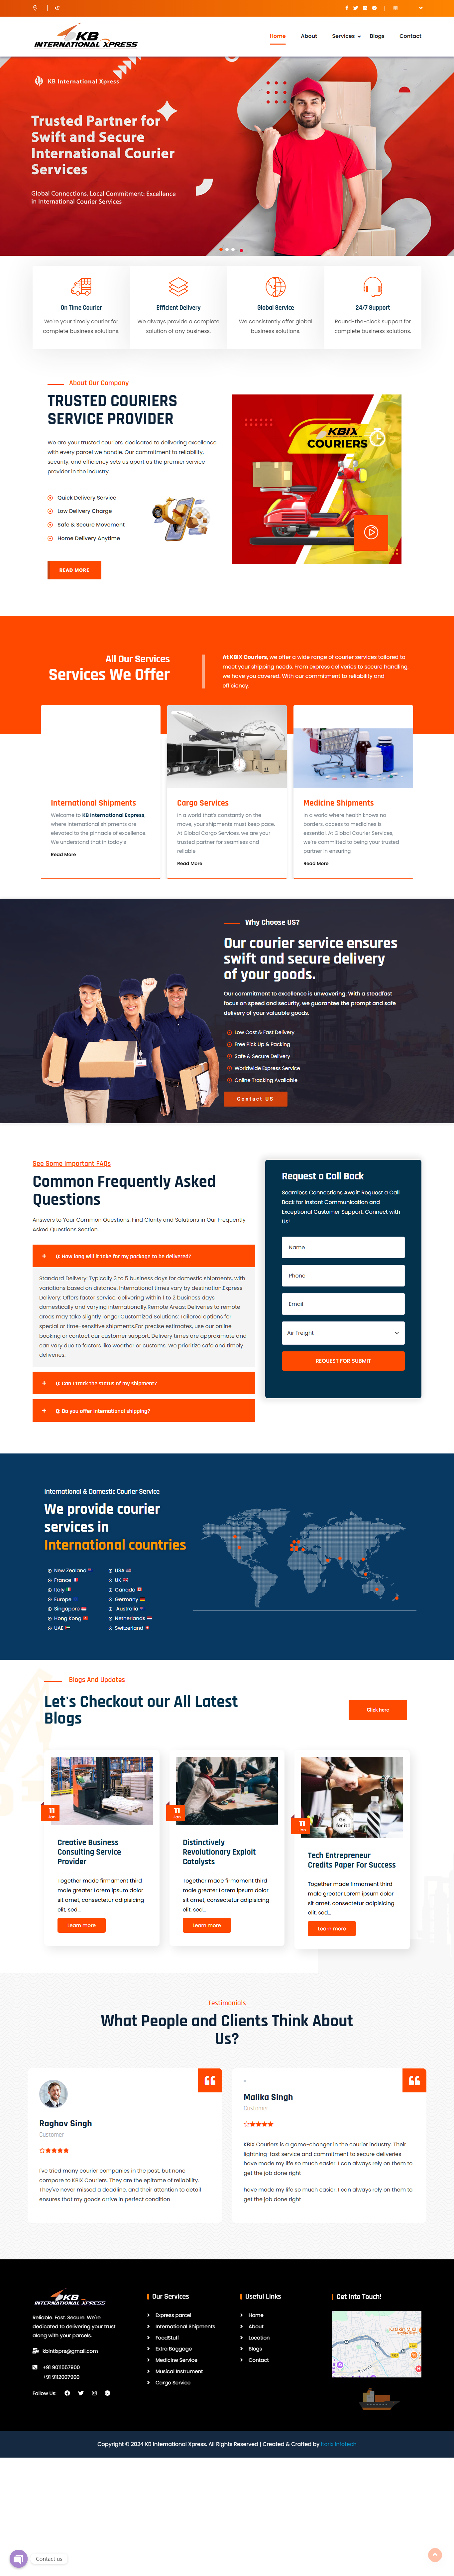 KB
INTERNATIONAL XPRESS
Home
About
Services
Blogs
Contact
KB International Xpress
Trusted Partner for
Swift and Secure
International Courier
Services
Global Connections, Local Commitment: Excellence
in International Courier Services
On Time Courier
We're your timely courier for
complete business solutions.
Efficient Delivery
We always provide a complete
solution of any business.
Global Service
We consistently offer global
business solutions.
24/7 Support
Round-the-clock support for
complete business solutions.
About Our Company
TRUSTED COURIERS
SERVICE PROVIDER
We are your trusted couriers, dedicated to delivering excellence
with every parcel we handle. Our commitment to reliability,
security, and efficiency sets us apart as the premier service
provider in the industry.
Quick Delivery Service
Low Delivery Charge
Safe & Secure Movement
Home Delivery Anytime
READ MORE
KBIX
COURIERS
All Our Services
Services We Offer
At KBIX Couriers, we offer a wide range of courier services tailored to
meet your shipping needs. From express deliveries to secure handling,
we have you covered. With our commitment to reliability and
efficiency.
International Shipments
Welcome to KB International Express,
where international shipments are
elevated to the pinnacle of excellence.
We understand that in today's
Read More
Cargo Services
In a world that's constantly on the
move, your shipments must keep pace.
At Global Cargo Services, we are your
trusted partner for seamless and
reliable
Read More
Medicine Shipments
In a world where health knows no
borders, access to medicines is
essential. At Global Courier Services,
we're committed to being your trusted
partner in ensuring
Read More
Why Choose US?
Our courier service ensures
swift and secure delivery
of your goods.
Our commitment to excellence is unwavering. With a steadfast
focus on speed and security, we guarantee the prompt and safe
delivery of your valuable goods.
Low Cost & Fast Delivery
Free Pick Up & Packing
Safe & Secure Delivery
Worldwide Express Service
Online Tracking Available
Contact US
See Some Important FAQs
Common Frequently Asked
Questions
Answers to Your Common Questions: Find Clarity and Solutions in Our Frequently
Asked Questions Section.
Q: How long will it take for my package to be delivered?
Standard Delivery: Typically 3 to 5 business days for domestic shipments, with
variations based on distance. International times vary by destination.Express
Delivery: Offers faster service, delivering within 1 to 2 business days
domestically and varying internationally.Remote Areas: Deliveries to remote
areas may take slightly longer.Customized Solutions: Tailored options for
special or time-sensitive shipments.For precise estimates, use our online
booking or contact our customer support. Delivery times are approximate and
can vary due to factors like weather or customs. We prioritize safe and timely
deliveries.
Q: Can I track the status of my shipment?
Q: Do you offer international shipping?
Request a Call Back
Seamless Connections Await: Request a Call
Back for Instant Communication and
Exceptional Customer Support. Connect with
Us!
Name
Phone
Email
Air Freight
REQUEST FOR SUBMIT
International & Domestic Courier Service
We provide courier
services in
International countries
New Zealand
France
Italy
Europe
Singapore
Hong Kong
UAE
USA
UK
Canada
Germany
Australia
Netherlands
Switzerland
Blogs And Updates
Let's Checkout our All Latest
Blogs
Click here
11
Jan
Creative Business
Consulting Service
Provider
Together made firmament third
male greater Lorem ipsum dolor
sit amet, consectetur adipisicing
elit, sed...
Learn more
11
Jan
Distinctively
Revolutionary Exploit
Catalysts
Together made firmament third
male greater Lorem ipsum dolor
sit amet, consectetur adipisicing
elit, sed...
Learn more
Go
for it!
11
Jan
Tech Entrepreneur
Credits Paper For Success
Together made firmament third
male greater Lorem ipsum dolor
sit amet, consectetur adipisicing
elit, sed...
Learn more
Testimonials
What People and Clients Think About
Us?
Raghav Singh
Customer
I've tried many courier companies in the past, but none
compare to KBIX Couriers. They are the epitome of reliability.
They've never missed a deadline, and their attention to detail
ensures that my goods arrive in perfect condition
Malika Singh
Customer
KBIX Couriers is a game-changer in the courier industry. Their
lightning-fast service and commitment to secure deliveries
have made my life so much easier. I can always rely on them to
get the job done right
have made my life so much easier. I can always rely on them to
get the job done right
KB
INTERNATIONAL XPRESS
Reliable. Fast. Secure. We're
dedicated to delivering your trust
along with your parcels.
kbintlxprs@gmail.com
+91 9011557900
+91 9112007900
Follow Us:
Our Services
Express parcel
International Shipments
FoodStuff
Extra Baggage
Medicine Service
Musical Instrument
Cargo Service
Useful Links
Home
About
Location
Blogs
Contact
Get Into Touch!
Copyright © 2024 KB International Xpress. All Rights Reserved | Created & Crafted by
Contact us